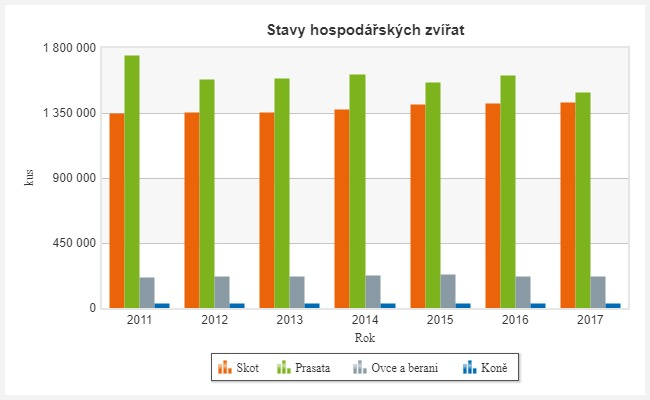 Stavy hospodářských zvířat
1 800 000
1 350 000
900 000
450 000
0
kus
2011 2012 2013 2014 2015 2016 2017
Rok
Skot Prasata Ovce a berani Koně